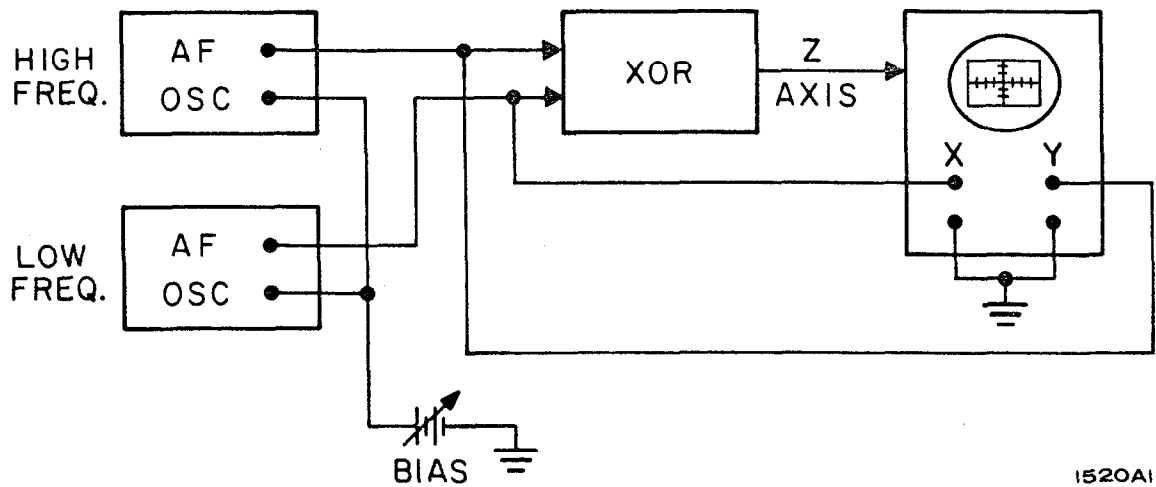 HIGH
FREQ.
AF
OSC
XOR
Z
AXIS
X Y
LOW
FREQ.
AF
OSC
BIAS
1520A1